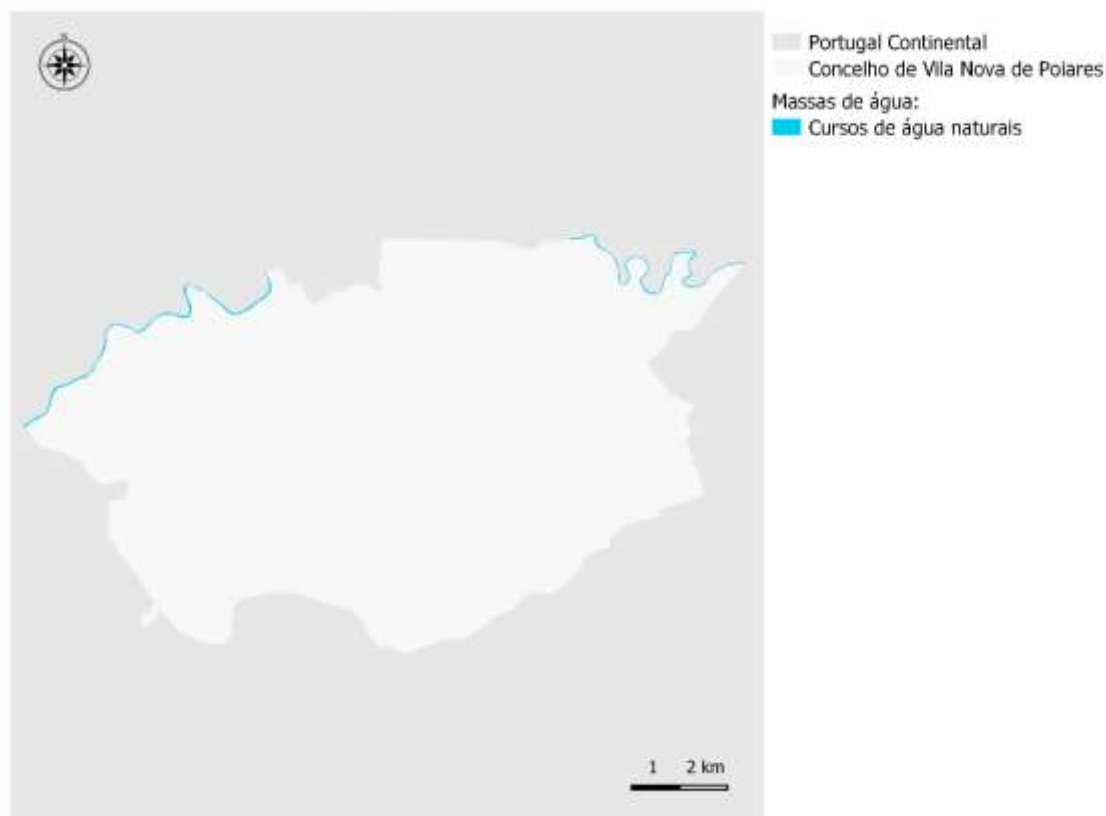 Portugal Continental
Concelho de Vila Nova de Poiares
Massas de água:
Cursos de água naturais
1 2 km